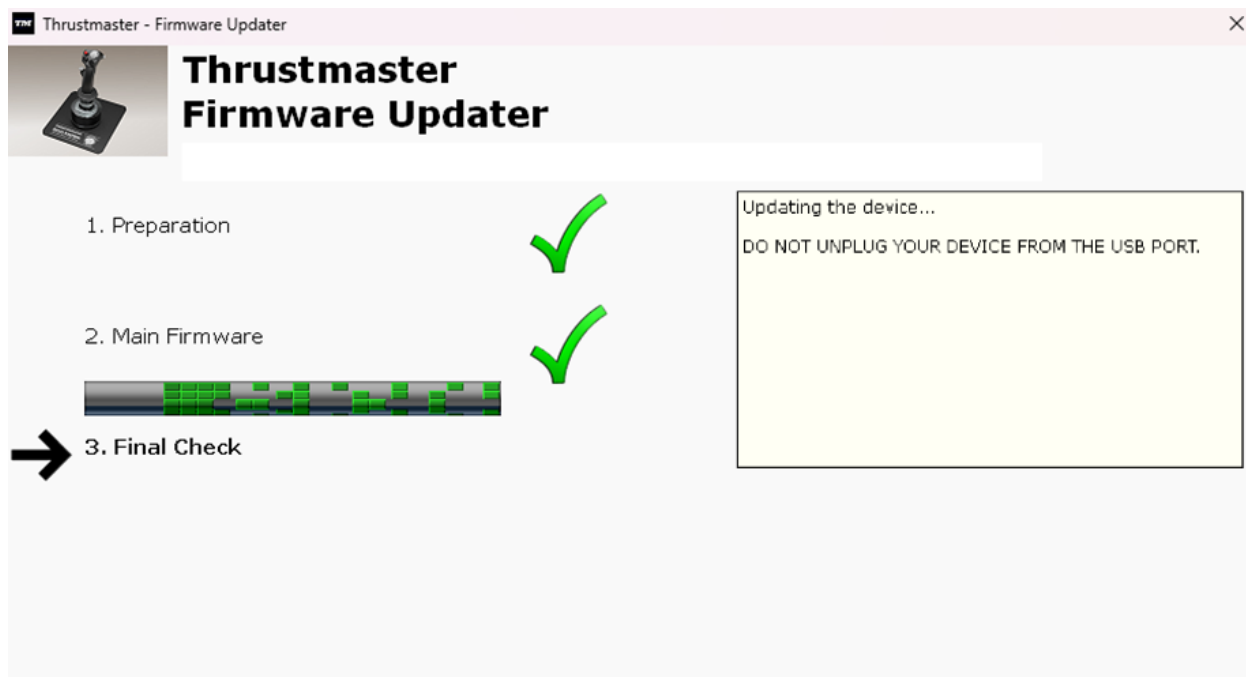 TM Thrustmaster - Firmware Updater
Thrustmaster
Firmware Updater
1. Preparation
2. Main Firmware
3. Final Check
Updating the device...
DO NOT UNPLUG YOUR DEVICE FROM THE USB PORT.